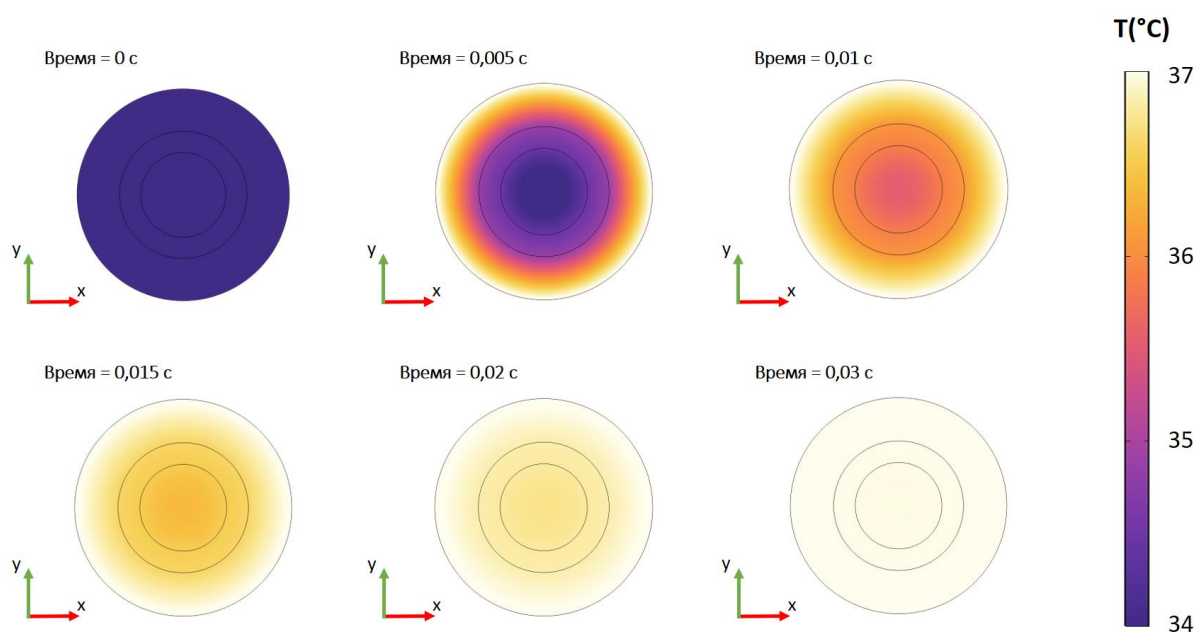 T(°C)
Время = 0 с
Время = 0,005 с
Время = 0,01 с
37
y
x
y
x
y
x
36
Время = 0,015 с
Время = 0,02 с
Время = 0,03 с
35
y
x
y
x
y
x
34